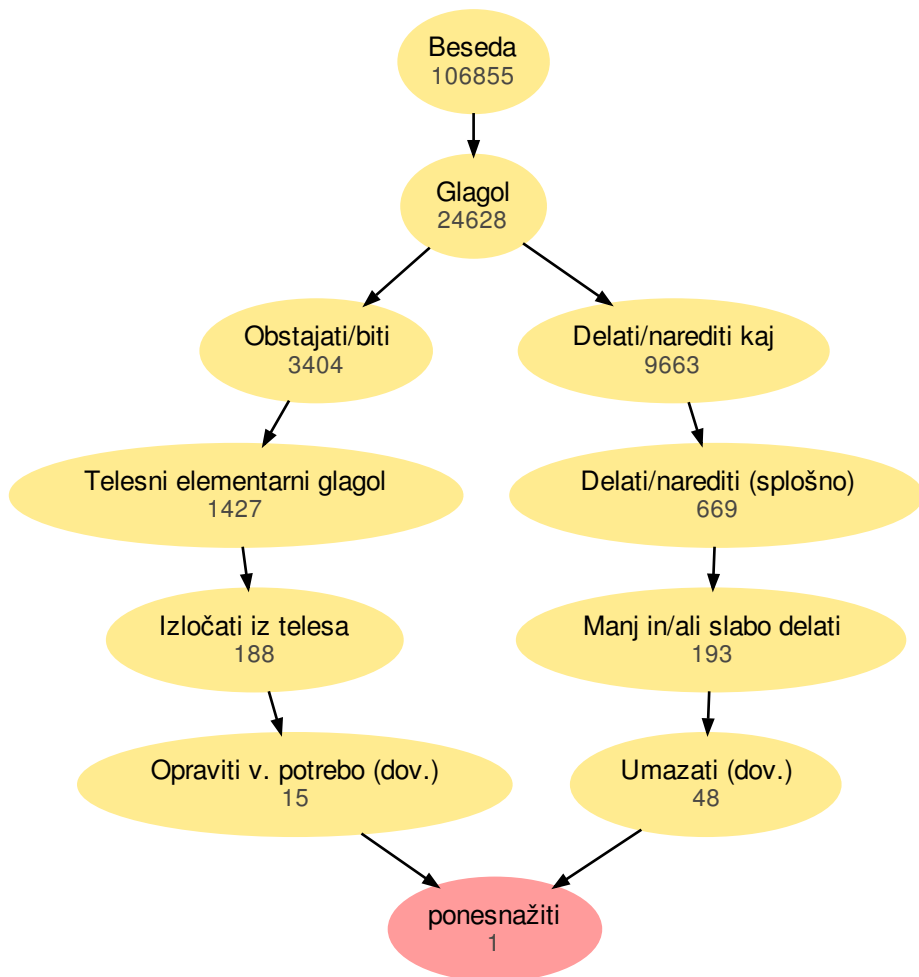 Beseda
106855
Glagol
24628
Obstajati/biti
3404
Delati/narediti kaj
9663
Telesni elementarni glagol
1427
Delati/narediti (splošno)
669
Izločati iz telesa
188
Manj in/ali slabo delati
193
Opraviti v. potrebo (dov.)
15
Umazati (dov.)
48
ponesnažiti
1